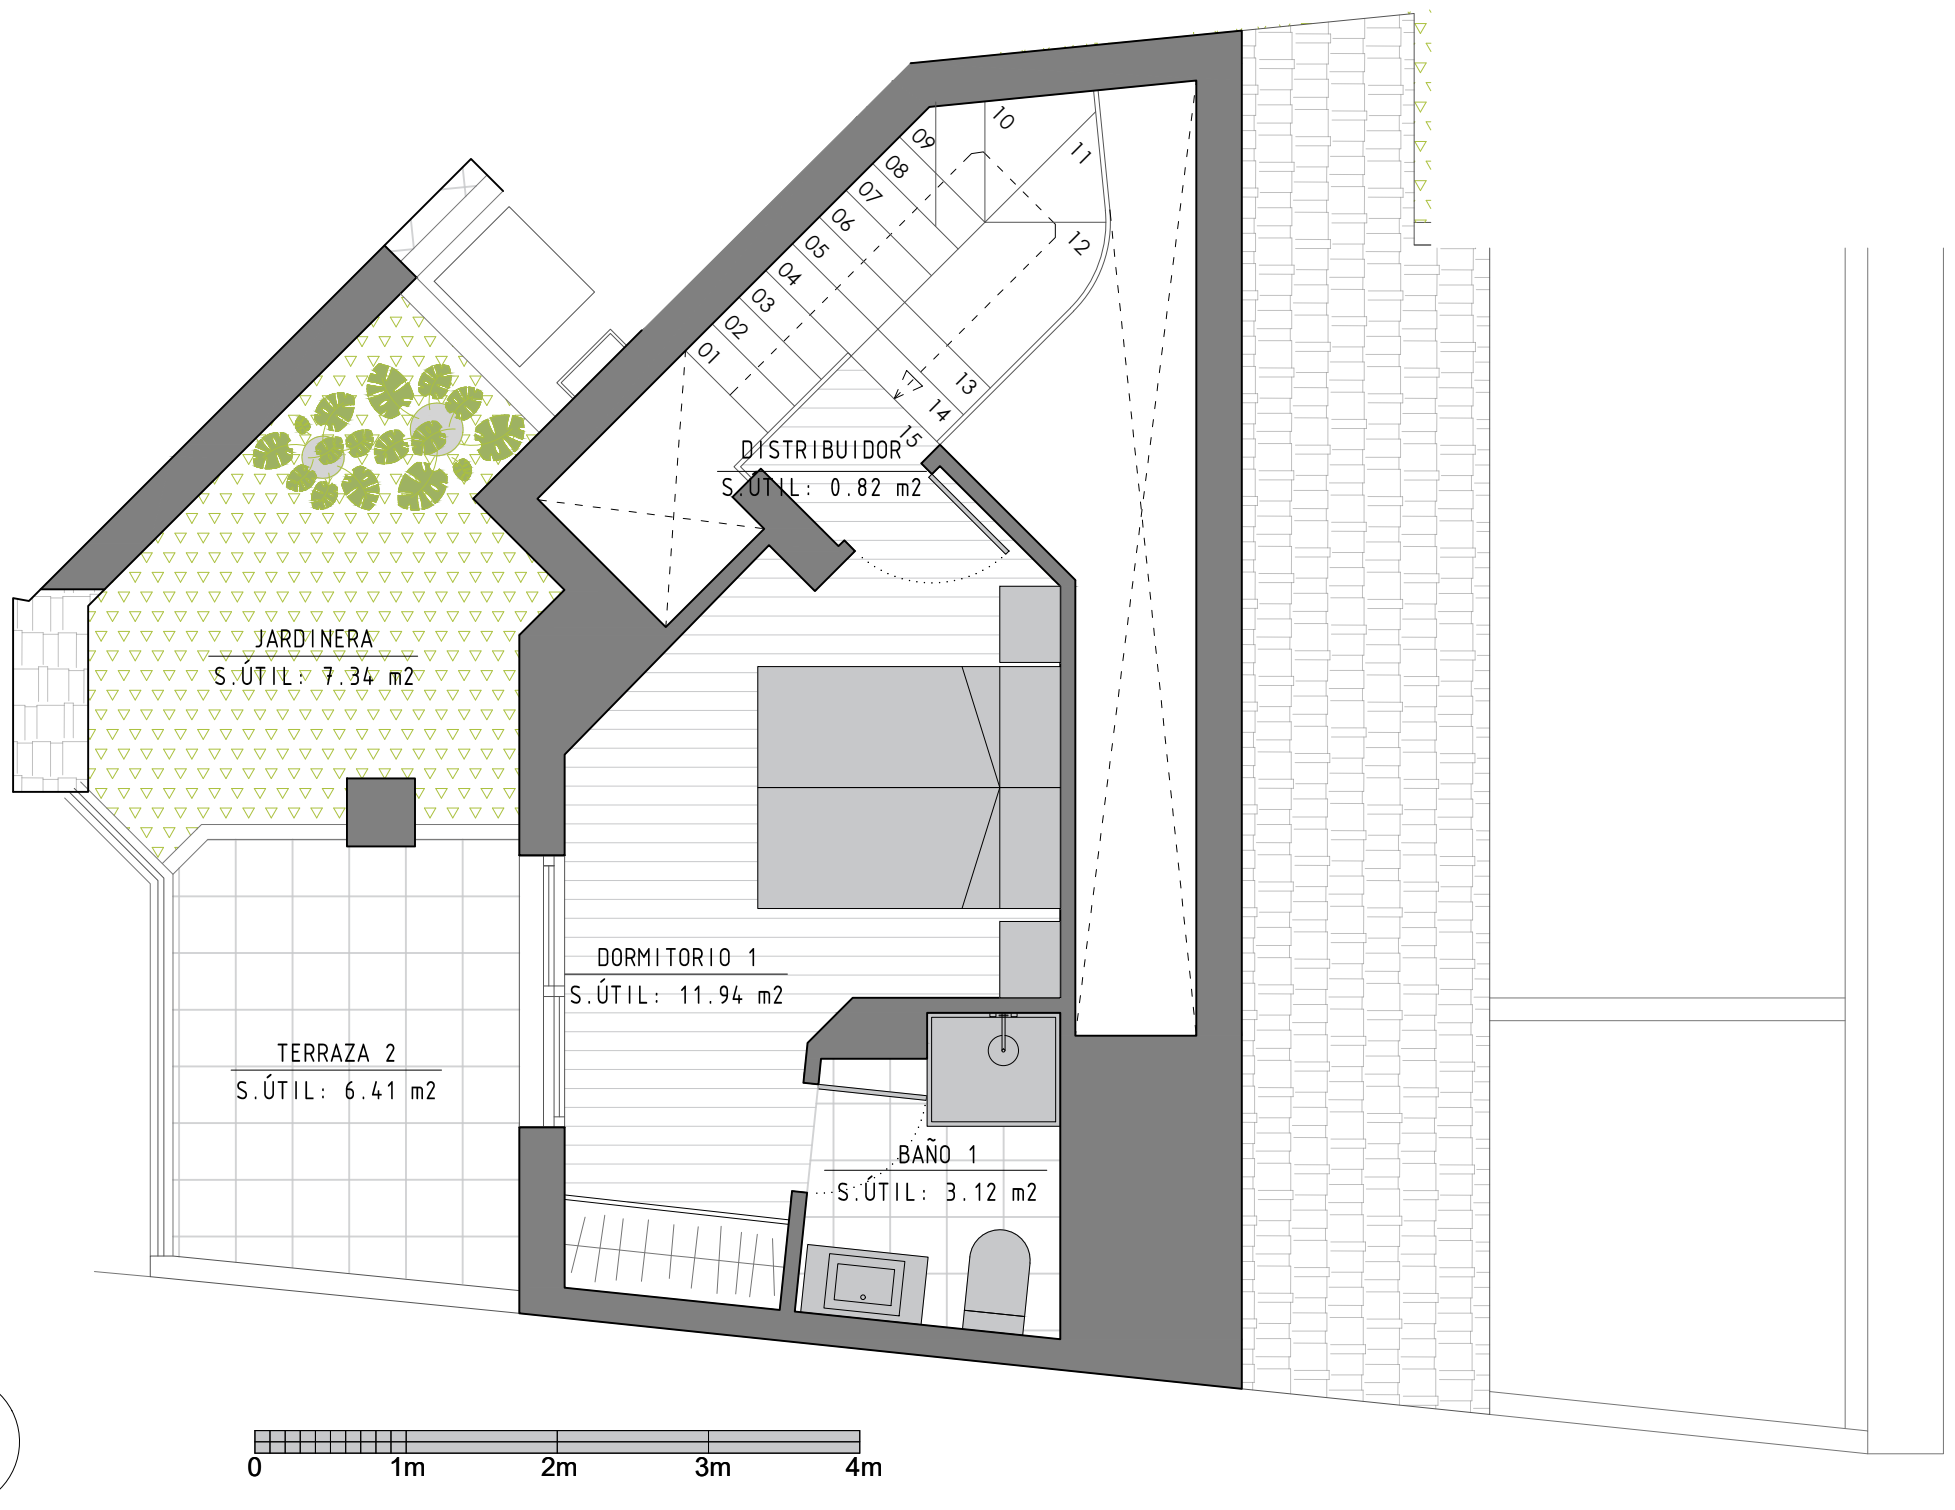 10
09
11
08
07
06
12
05
04
03
02
01
13
14
15
DISTRIBUIDOR
S.ÚTIL: 0.82 m2
JARDINERA
S.ÚTIL: 7.34 m2
DORMITORIO 1
S.ÚTIL: 11.94 m2
TERRAZA 2
S.ÚTIL: 6.41 m2
BAÑO 1
S.ÚTIL: 3.12 m2
0 1m 2m 3m 4m